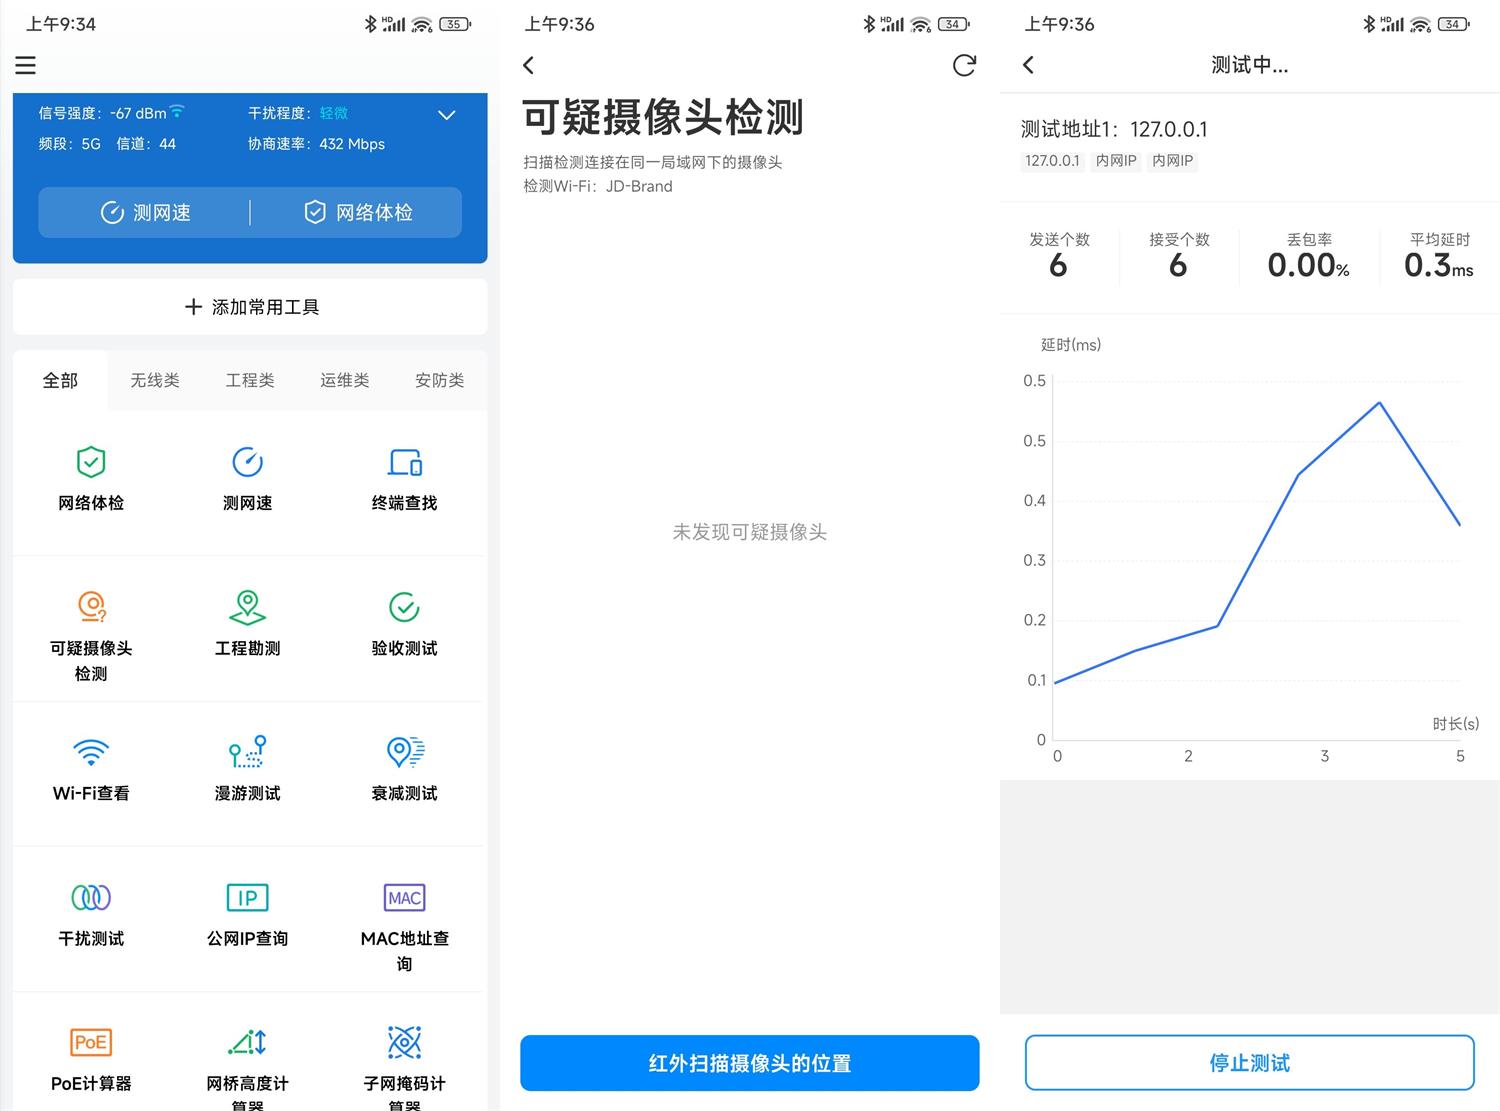 上午9:34
HD
6
35
信号强度：-67 dBm
干扰程度：轻微
频段：5G 信道：44
协商速率：432 Mbps
测网速
网络体检
添加常用工具
全部
无线类
工程类
运维类
安防类
网络体检
测网速
终端查找
可疑摄像头
检测
工程勘测
验收测试
Wi-Fi查看
漫游测试
衰减测试
干扰测试
IP
公网IP查询
MAC
MAC地址查
询
PoE
PoE计算器
网桥高度计
算器
子网掩码计
算器
上午9:36
HD
6
34
可疑摄像头检测
扫描检测连接在同一局域网下的摄像头
检测Wi-Fi：JD-Brand
未发现可疑摄像头
红外扫描摄像头的位置
上午9:36
HD
6
34
测试中...
测试地址1：127.0.0.1
127.0.0.1
内网IP
内网IP
发送个数
接受个数
丢包率
平均延时
6
6
0.00%
0.3ms
延时(ms)
0.5
0.5
0.4
0.3
0.2
0.1
0
时长(s)
0
2
3
5
停止测试